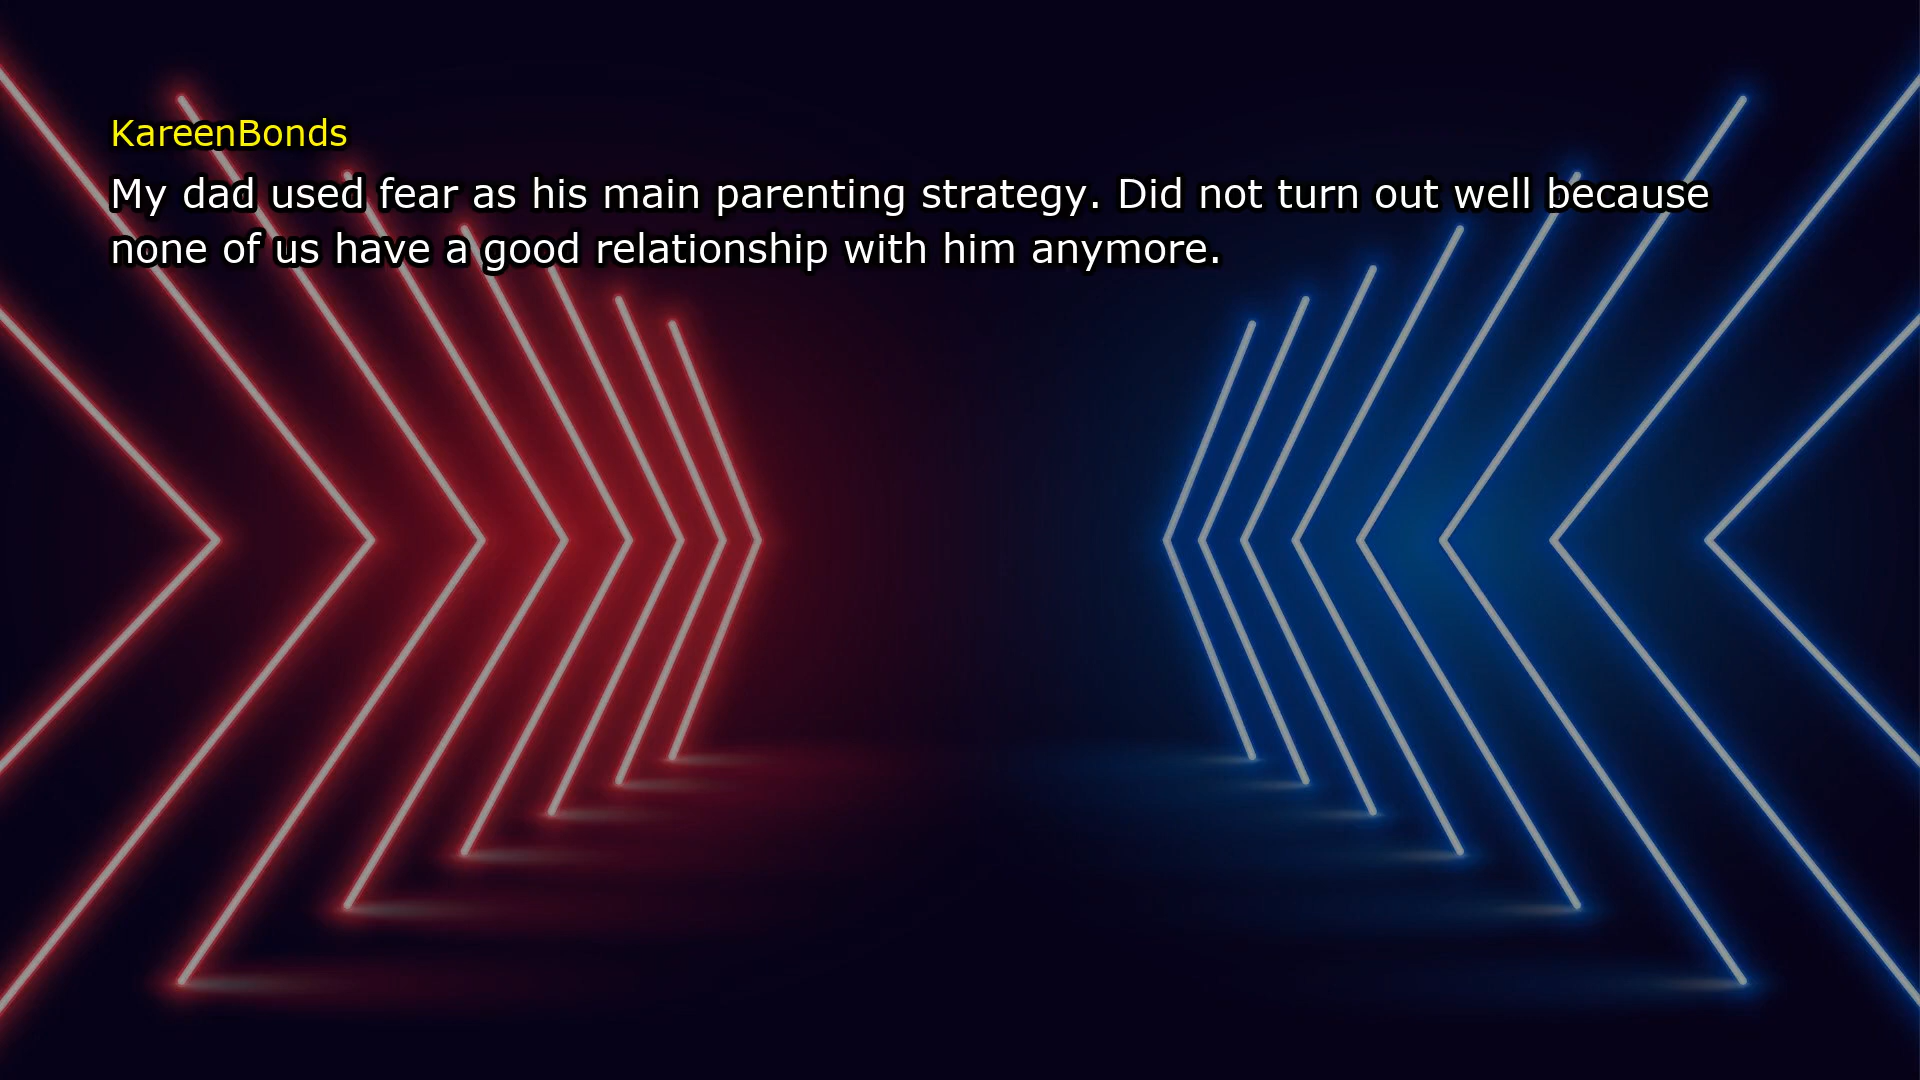 KareenBonds
My dad used fear as his main parenting strategy. Did not turn out well because
none of us have a good relationship with him anymore.